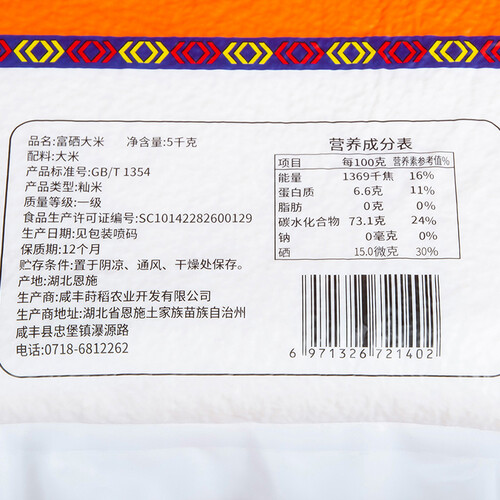 品名:富硒大米 净含量:5千克
配料:大米
产品标准号:GB/T 1354
产品类型:籼米
质量等级:一级
食品生产许可证编号:SC10142282600129
生产日期:见包装喷码
保质期:12个月
贮存条件:置于阴凉、通风、干燥处保存。
产地:湖北恩施
生产商:咸丰莳稻农业开发有限公司
生产商地址:湖北省恩施土家族苗族自治州
咸丰县忠堡镇瀑源路
电话:0718-6812262
营养成分表
项目 每100克 营养素参考值%
能量 1369千焦 16%
蛋白质 6.6克 11%
脂肪 0克 0%
碳水化合物 73.1克 24%
钠 0毫克 0%
硒 15.0微克 30%
6 971326 721402